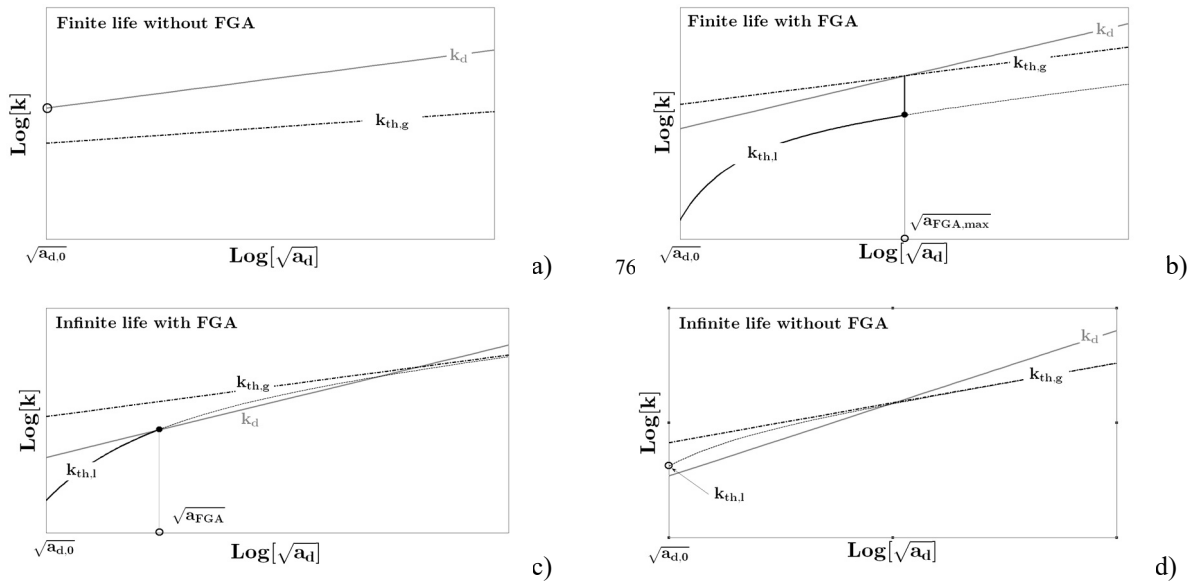 Finite life without FGA
k_d
k_th,g
Log[k]
√a_d,0
Log[√a_d]
a)
76
Finite life with FGA
k_d
k_th,g
Log[k]
k_th,l
√a_FGA,max
√a_d,0
Log[√a_d]
b)
Infinite life with FGA
k_th,g
k_d
Log[k]
k_th,l
√a_FGA
√a_d,0
Log[√a_d]
c)
Infinite life without FGA
k_d
k_th,g
Log[k]
k_th,l
√a_d,0
Log[√a_d]
d)